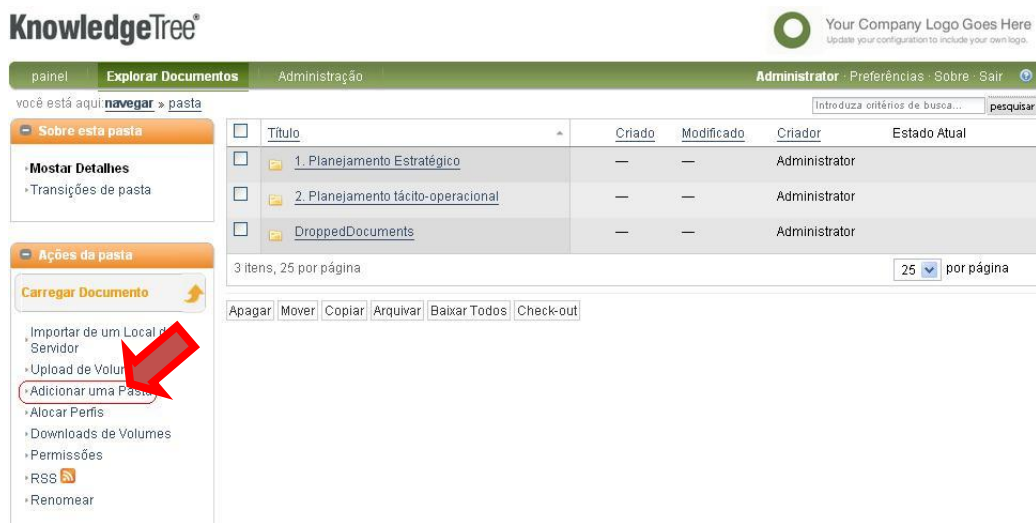 KnowledgeTree®
Your Company Logo Goes Here
Update your configuration to include your own logo.
painel Explorar Documentos Administração Administrator · Preferências · Sobre · Sair
você está aqui: navegar » pasta
Introduza critérios de busca... pesquisar
Sobre esta pasta
Mostar Detalhes
Transições de pasta
Ações da pasta
Carregar Documento
Importar de um Local d
Servidor
Upload de Volu
Adicionar uma Pasta
Alocar Perfis
Downloads de Volumes
Permissões
RSS
Renomear
Título Criado Modificado Criador Estado Atual
1. Planejamento Estratégico — — Administrator
2. Planejamento tácito-operacional — — Administrator
DroppedDocuments — — Administrator
3 itens, 25 por página 25 por página
Apagar Mover Copiar Arquivar Baixar Todos Check-out